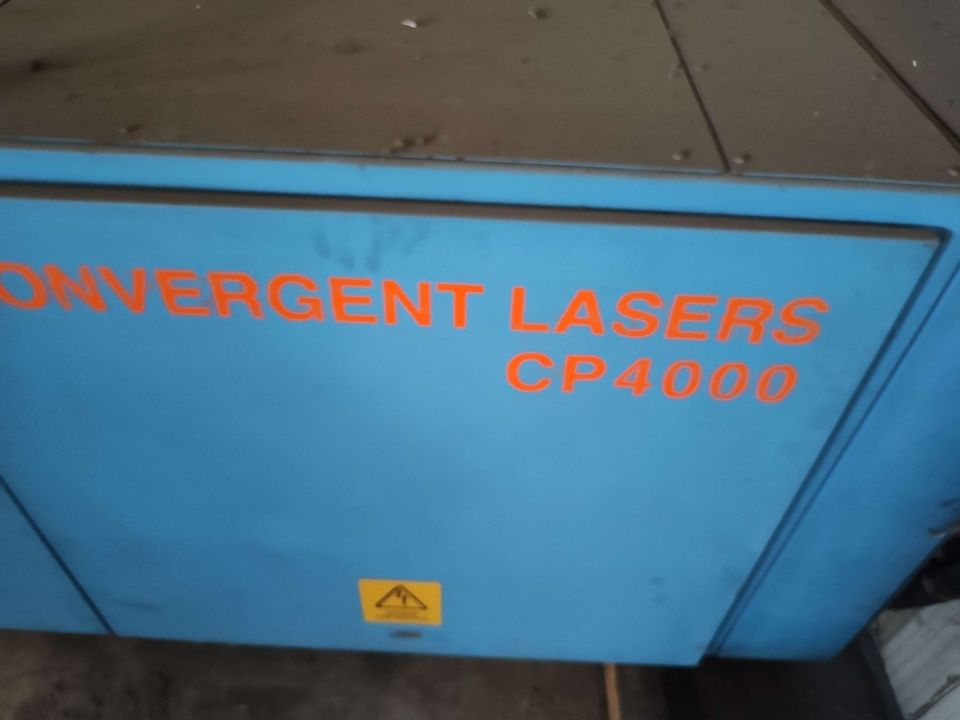 ONVERGENT LASERS
CP4000